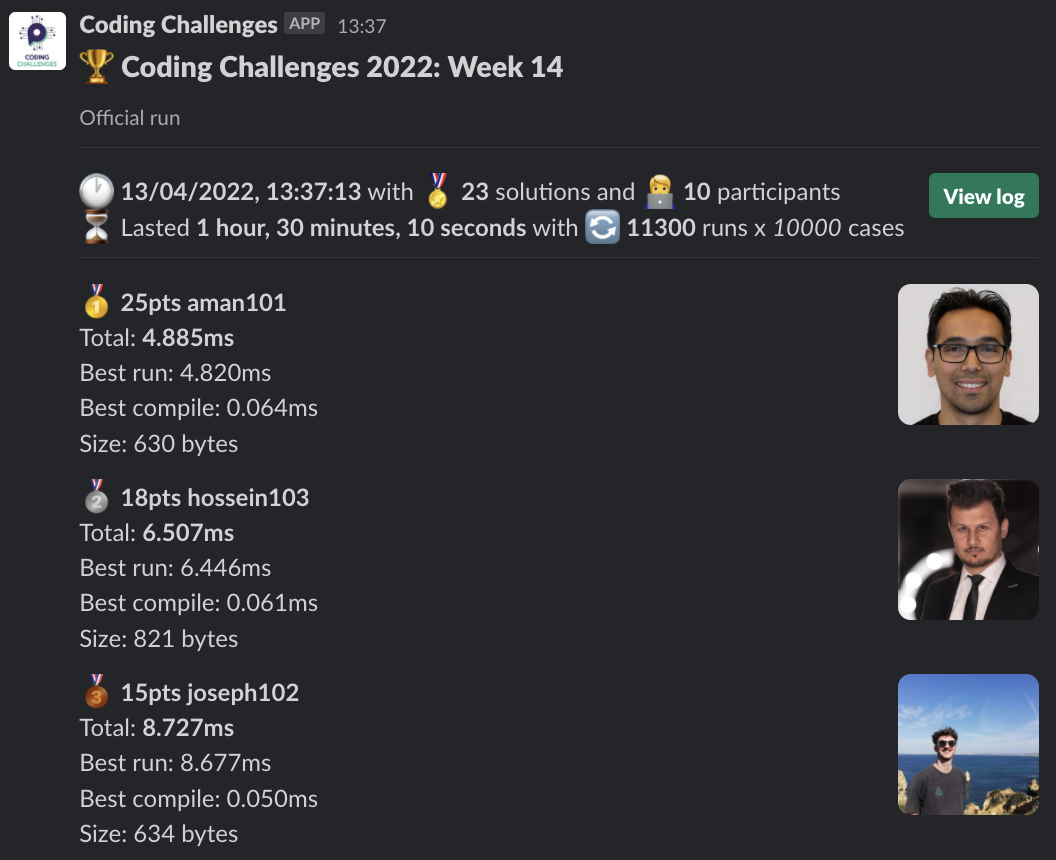 Coding Challenges APP 13:37
CODING
CHALLENGES
Coding Challenges 2022: Week 14
Official run
13/04/2022, 13:37:13 with 23 solutions and 10 participants
View log
Lasted 1 hour, 30 minutes, 10 seconds with 11300 runs x 10000 cases
1 25pts aman101
Total: 4.885ms
Best run: 4.820ms
Best compile: 0.064ms
Size: 630 bytes
2 18pts hossein103
Total: 6.507ms
Best run: 6.446ms
Best compile: 0.061ms
Size: 821 bytes
3 15pts joseph102
Total: 8.727ms
Best run: 8.677ms
Best compile: 0.050ms
Size: 634 bytes